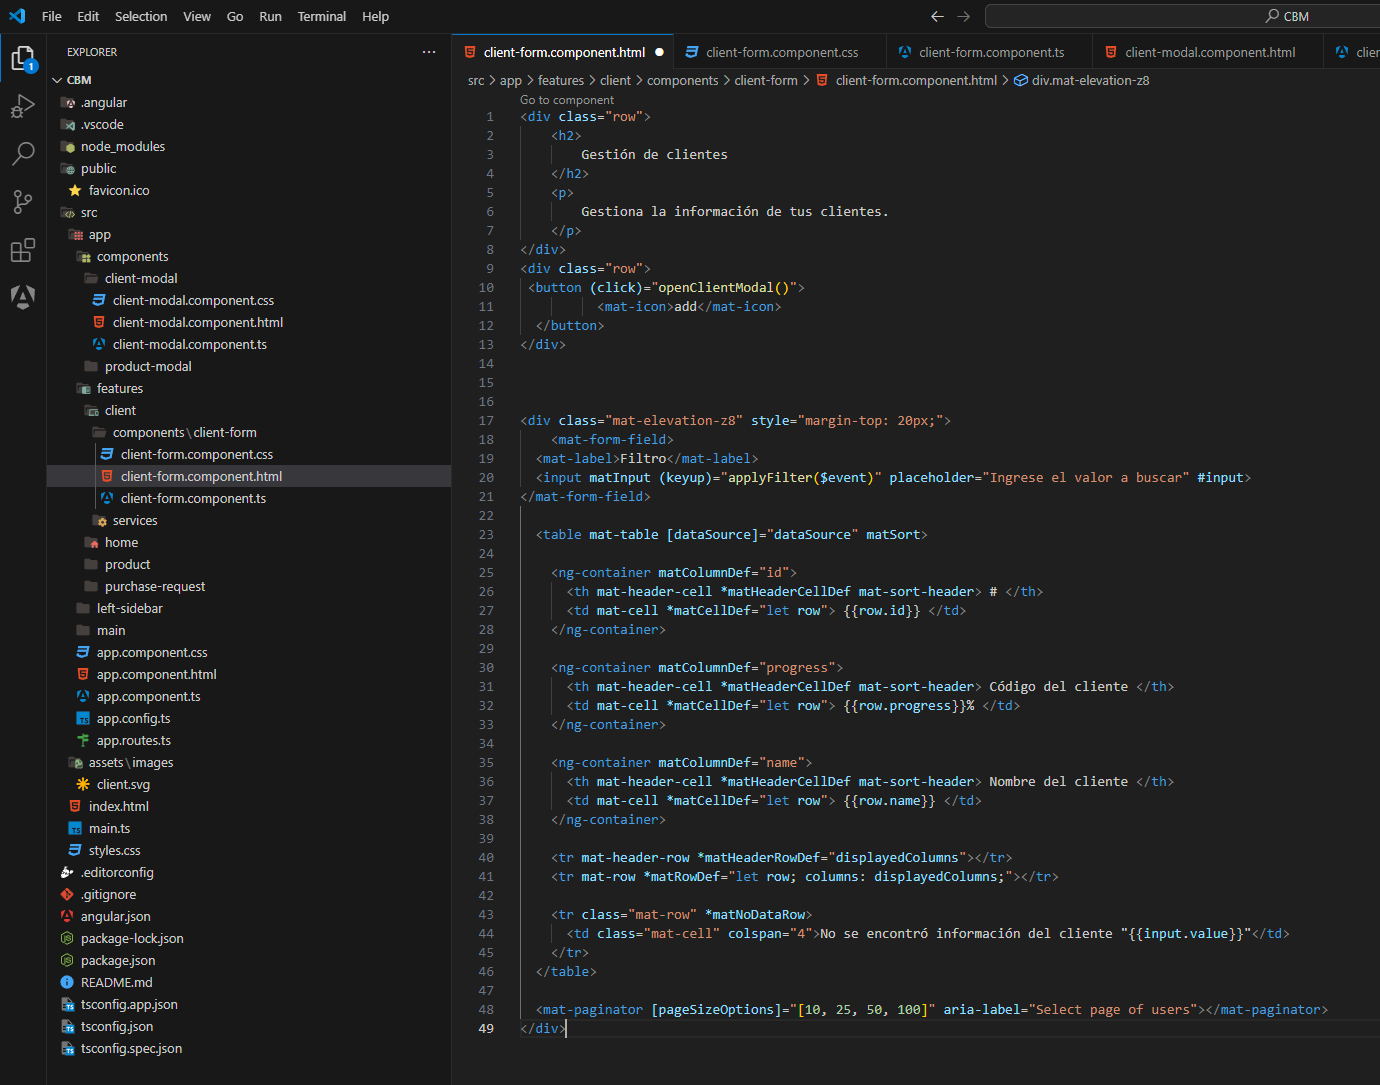 File Edit Selection View Go Run Terminal Help
CBM
EXPLORER
CBM
.angular
.vscode
node_modules
public
favicon.ico
src
app
components
client-modal
client-modal.component.css
client-modal.component.html
client-modal.component.ts
product-modal
features
client
components\client-form
client-form.component.css
client-form.component.html
client-form.component.ts
services
home
product
purchase-request
left-sidebar
main
app.component.css
app.component.html
app.component.ts
app.config.ts
app.routes.ts
assets\images
client.svg
index.html
main.ts
styles.css
.editorconfig
.gitignore
angular.json
package-lock.json
package.json
README.md
tsconfig.app.json
tsconfig.json
tsconfig.spec.json
1
client-form.component.html client-form.component.css client-form.component.ts client-modal.component.html clier
src > app > features > client > components > client-form > client-form.component.html > div.mat-elevation-z8
Go to component
1 <div class="row">
2 <h2>
3 Gestión de clientes
4 </h2>
5 <p>
6 Gestiona la información de tus clientes.
7 </p>
8 </div>
9 <div class="row">
10 <button (click)="openClientModal()">
11 <mat-icon>add</mat-icon>
12 </button>
13 </div>
14
15
16
17 <div class="mat-elevation-z8" style="margin-top: 20px;">
18 <mat-form-field>
19 <mat-label>Filtro</mat-label>
20 <input matInput (keyup)="applyFilter($event)" placeholder="Ingrese el valor a buscar" #input>
21 </mat-form-field>
22
23 <table mat-table [dataSource]="dataSource" matSort>
24
25 <ng-container matColumnDef="id">
26 <th mat-header-cell *matHeaderCellDef mat-sort-header> # </th>
27 <td mat-cell *matCellDef="let row"> {{row.id}} </td>
28 </ng-container>
29
30 <ng-container matColumnDef="progress">
31 <th mat-header-cell *matHeaderCellDef mat-sort-header> Código del cliente </th>
32 <td mat-cell *matCellDef="let row"> {{row.progress}}% </td>
33 </ng-container>
34
35 <ng-container matColumnDef="name">
36 <th mat-header-cell *matHeaderCellDef mat-sort-header> Nombre del cliente </th>
37 <td mat-cell *matCellDef="let row"> {{row.name}} </td>
38 </ng-container>
39
40 <tr mat-header-row *matHeaderRowDef="displayedColumns"></tr>
41 <tr mat-row *matRowDef="let row; columns: displayedColumns;"></tr>
42
43 <tr class="mat-row" *matNoDataRow>
44 <td class="mat-cell" colspan="4">No se encontró información del cliente "{{input.value}}"</td>
45 </tr>
46 </table>
47
48 <mat-paginator [pageSizeOptions]="[10, 25, 50, 100]" aria-label="Select page of users"></mat-paginator>
49 </div>